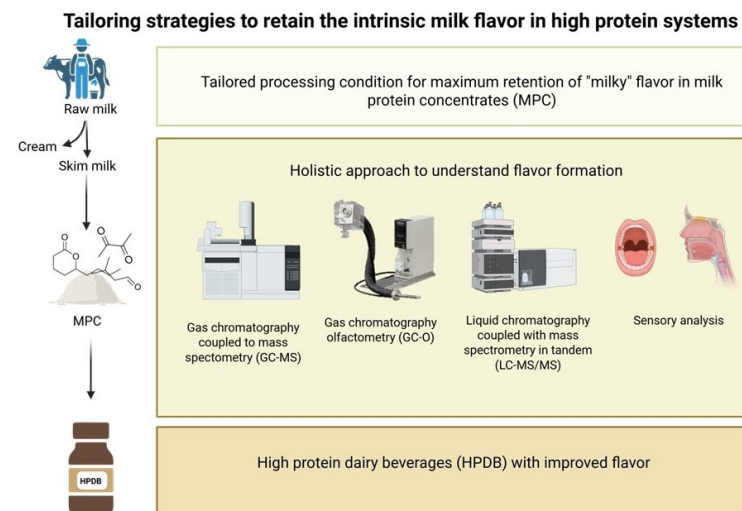 Tailoring strategies to retain the intrinsic milk flavor in high protein systems
Raw milk
Cream
Skim milk
MPC
HPDB
Tailored processing condition for maximum retention of "milky" flavor in milk
protein concentrates (MPC)
Holistic approach to understand flavor formation
Gas chromatography
coupled to mass
spectometry (GC-MS)
Gas chromatography
olfactometry (GC-O)
Liquid chromatography
coupled with mass
spectrometry in tandem
(LC-MS/MS)
Sensory analysis
High protein dairy beverages (HPDB) with improved flavor